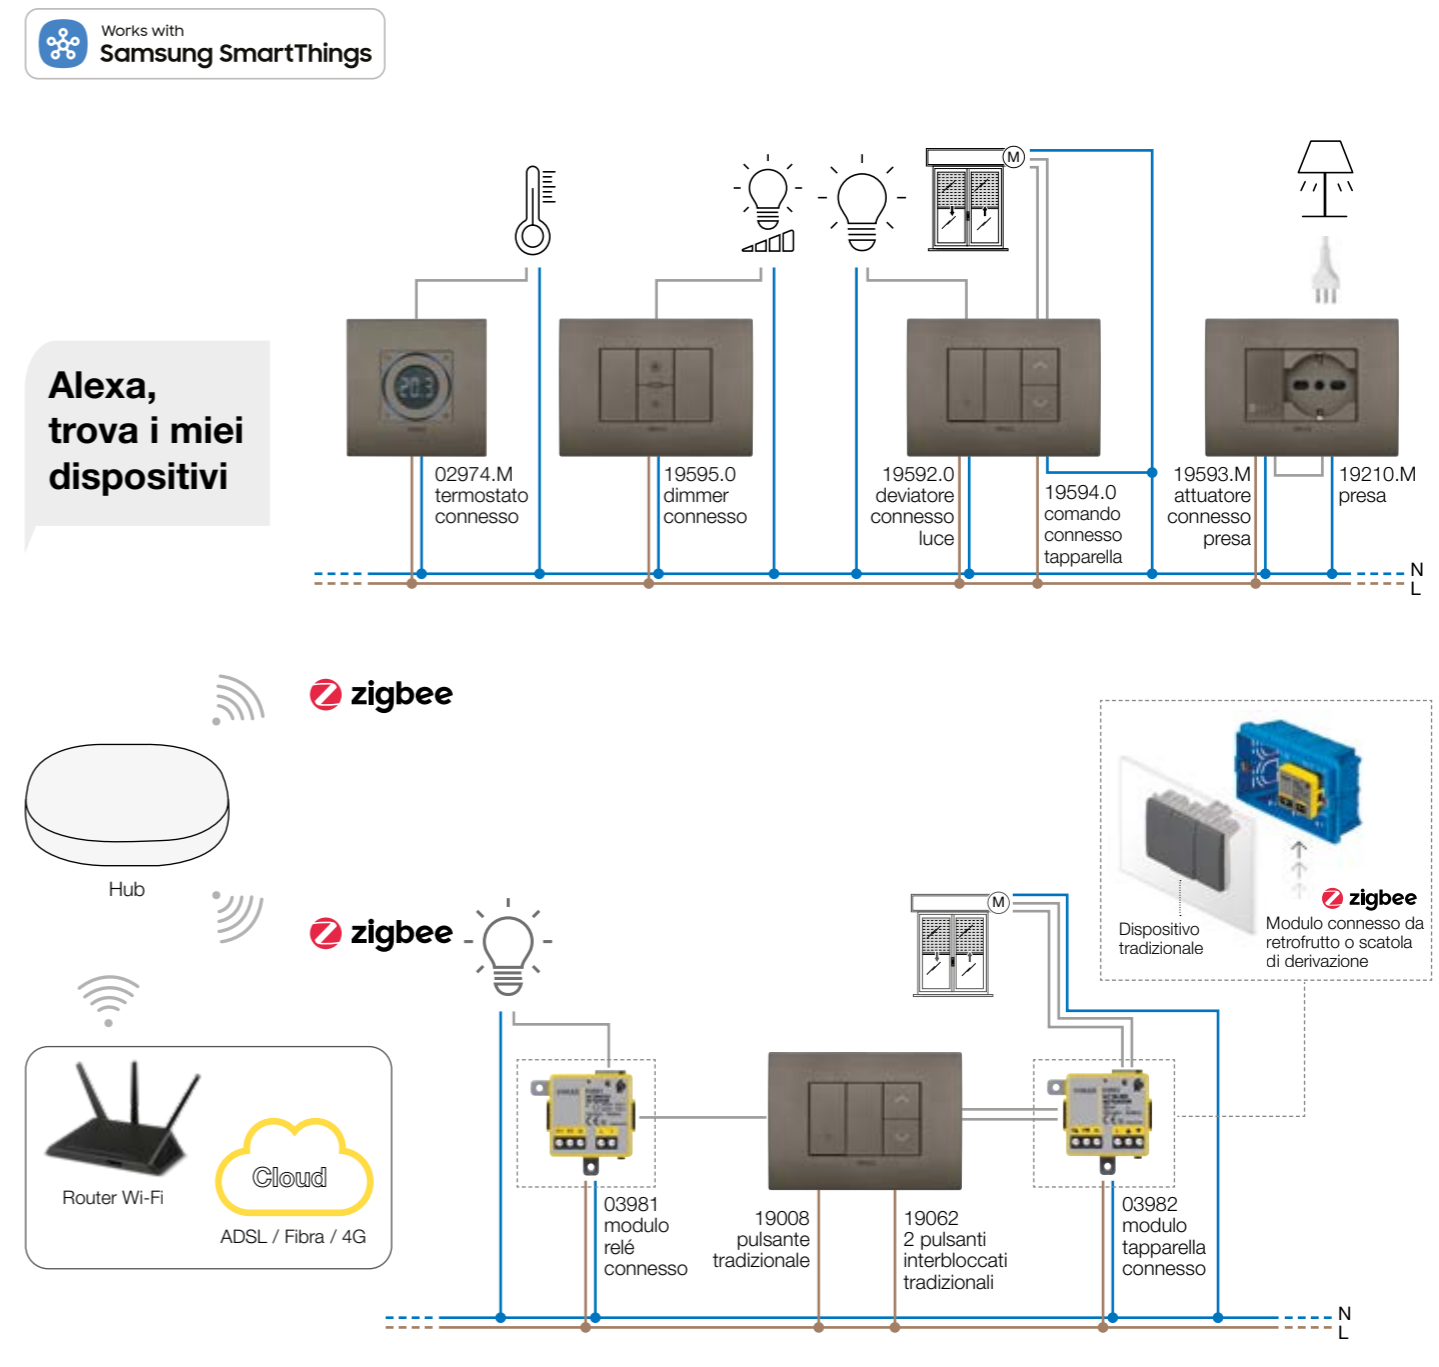 Works with
Samsung SmartThings
M
Alexa,
trova i miei
dispositivi
20.3
02974.M
termostato
connesso
19595.0
dimmer
connesso
19592.0
deviatore
connesso
luce
19594.0
comando
connesso
tapparella
19593.M
attuatore
connesso
presa
19210.M
presa
N
L
zigbee
Hub
zigbee
M
Dispositivo
tradizionale
zigbee
Modulo connesso da
retrofrutto o scatola
di derivazione
Router Wi-Fi
Cloud
ADSL / Fibra / 4G
03981
modulo
relé
connesso
19008
pulsante
tradizionale
19062
2 pulsanti
interbloccati
tradizionali
03982
modulo
tapparella
connesso
N
L